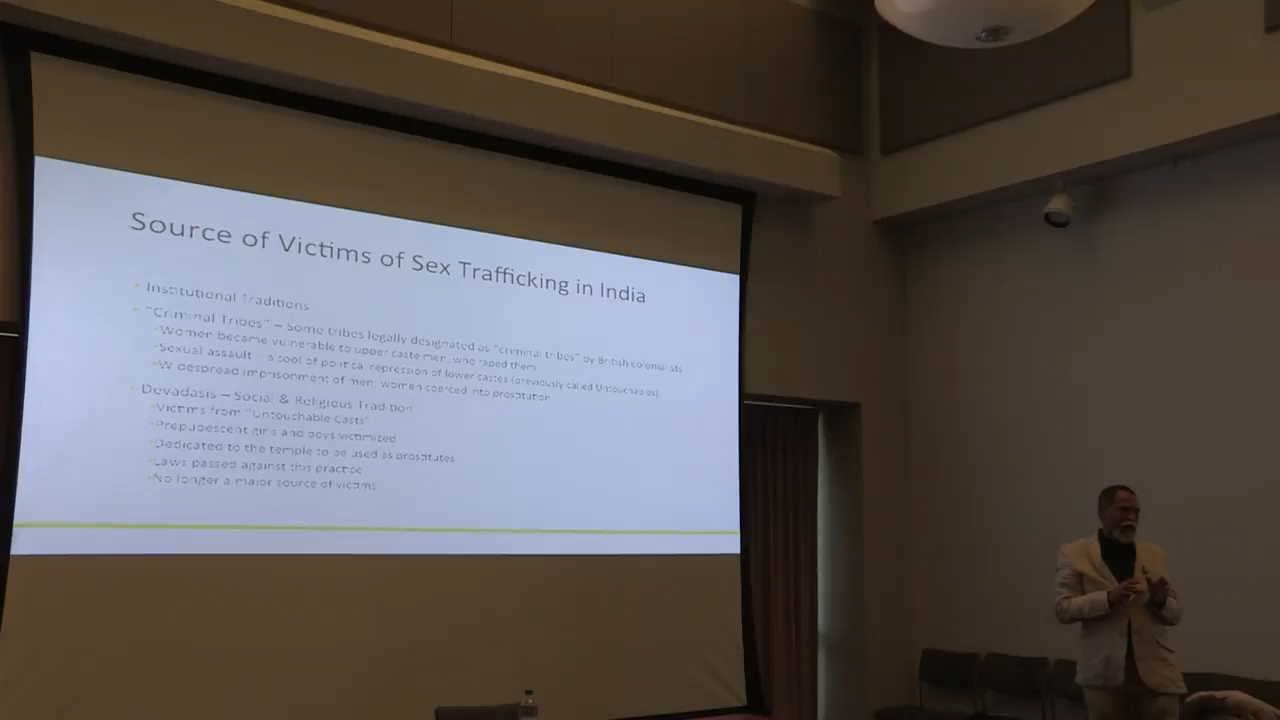 Source of Victims of Sex Trafficking in India
Institutional Traditions
"Criminal Tribes" – Some tribes legally designated as "criminal tribes" by British colonialists
Women became vulnerable to upper caste men, who raped them
Sexual assault – a tool of political repression of lower castes (previously called Untouchables)
Widespread imprisonment of men; women coerced into prostitution
Devadasis – Social & Religious Tradition
Victims from "Untouchable Casts"
Prepubescent girls and boys victimized
Dedicated to the temple to be used as prostitutes
Laws passed against this practice
No longer a major source of victims